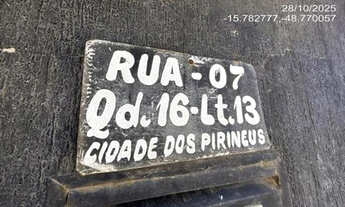 28/10/2025
-15.782777,-48.770057
RUA - 07
Qd. 16-Lt. 13
CIDADE DOS PIRINEUS